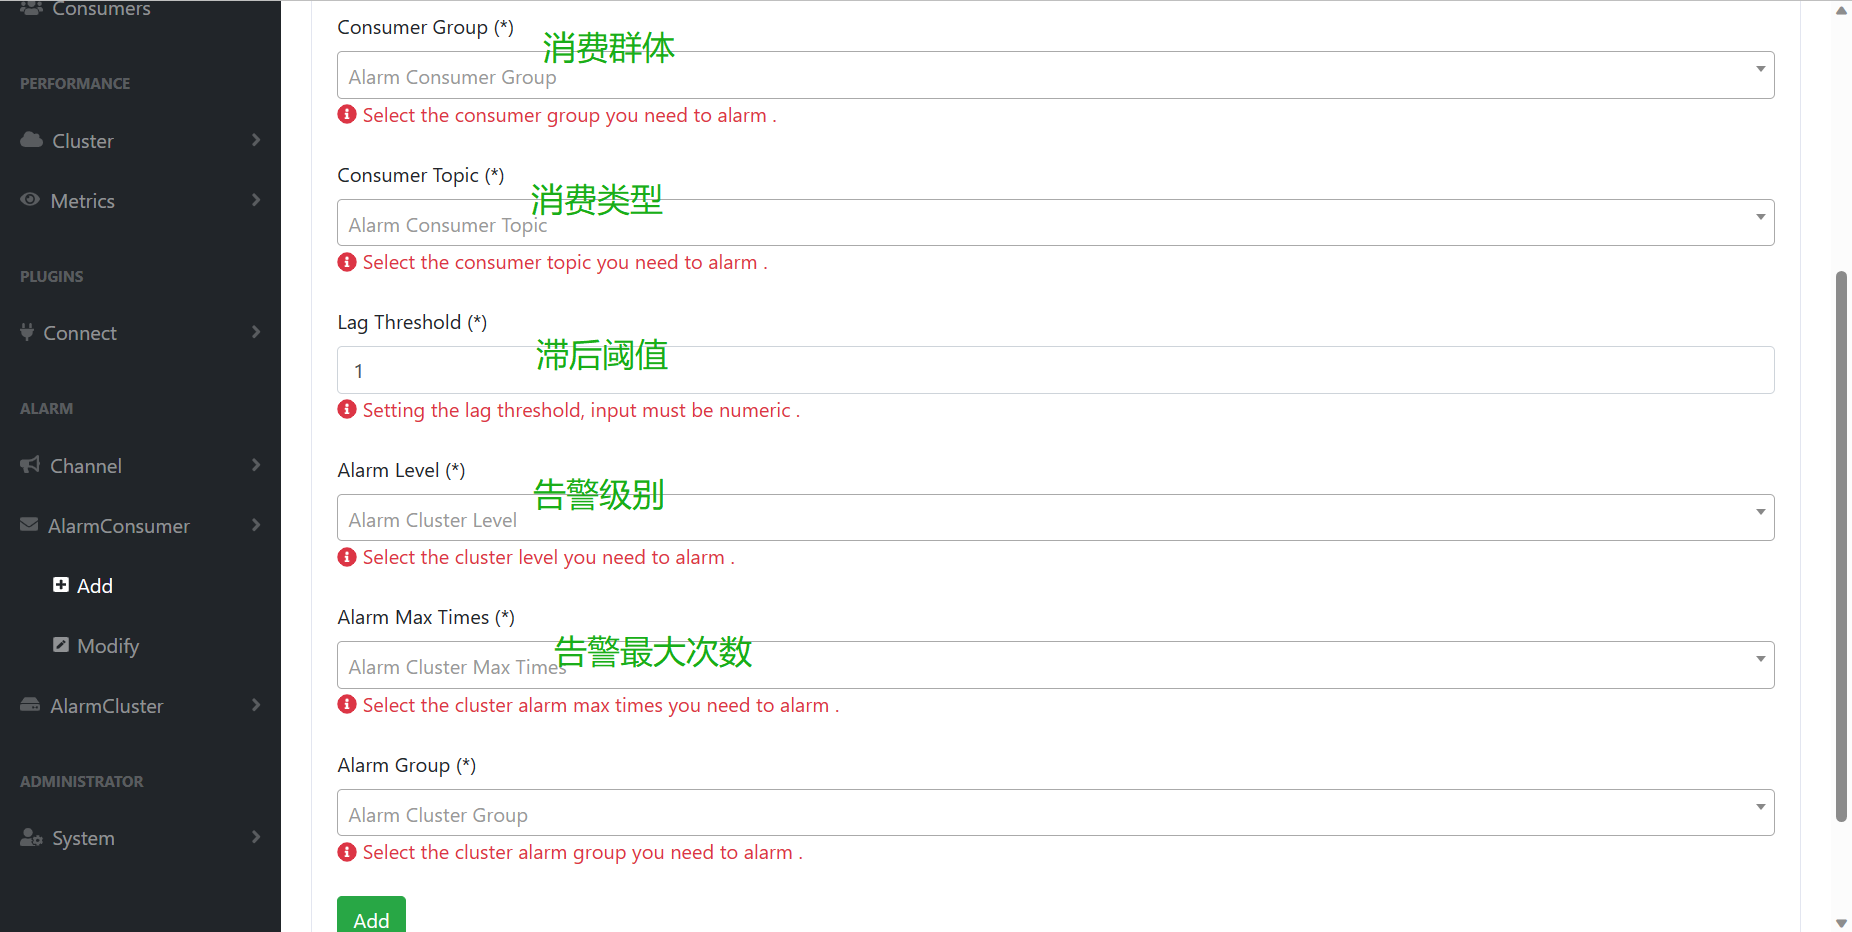 Consumers
PERFORMANCE
Cluster
Metrics
PLUGINS
Connect
ALARM
Channel
AlarmConsumer
Add
Modify
AlarmCluster
ADMINISTRATOR
System
Consumer Group (*)
消费群体
Alarm Consumer Group
Select the consumer group you need to alarm .
Consumer Topic (*)
消费类型
Alarm Consumer Topic
Select the consumer topic you need to alarm .
Lag Threshold (*)
滞后阈值
1
Setting the lag threshold, input must be numeric .
Alarm Level (*)
告警级别
Alarm Cluster Level
Select the cluster level you need to alarm .
Alarm Max Times (*)
告警最大次数
Alarm Cluster Max Times
Select the cluster alarm max times you need to alarm .
Alarm Group (*)
Alarm Cluster Group
Select the cluster alarm group you need to alarm .
Add